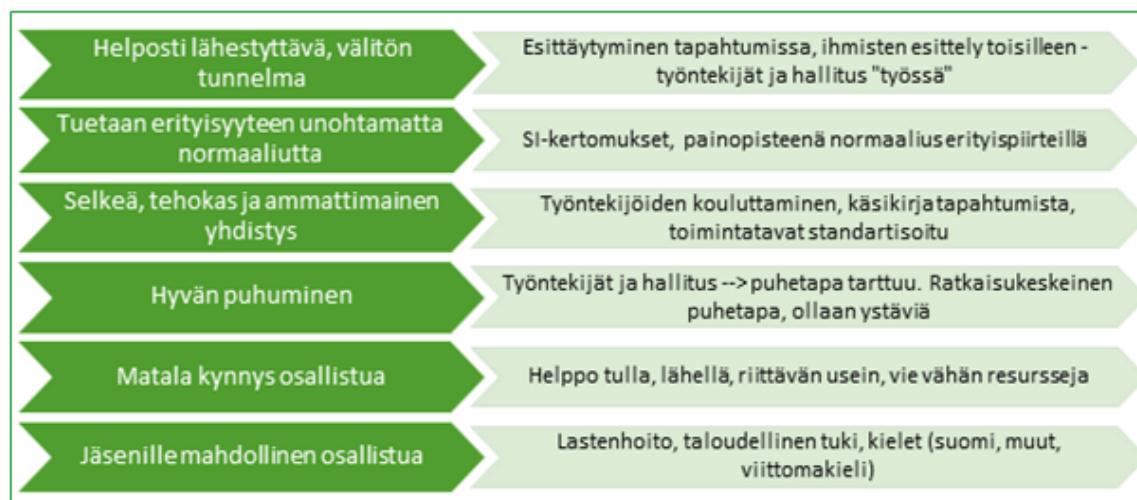 Helposti lähestyttävä, välitön
tunnelma
Esittäytyminen tapahtumissa, ihmisten esittely toisilleen -
työntekijät ja hallitus "työssä"
Tuetaan erityisyyteen unohtamatta
normaaliutta
SI-kertomukset, painopisteenä normaalius erityispiirteillä
Selkeä, tehokas ja ammattimainen
yhdistys
Työntekijöiden kouluttaminen, käsikirja tapahtumista,
toimintatavat standartisoitu
Hyvän puhuminen
Työntekijät ja hallitus --> puhetapa tarttuu. Ratkaisukeskeinen
puhetapa, ollaan ystäviä
Matala kynnys osallistua
Helppo tulla, lähellä, riittävän usein, vie vähän resursseja
Jäsenille mahdollinen osallistua
Lastenhoito, taloudellinen tuki, kielet (suomi, muut,
viittomakieli)